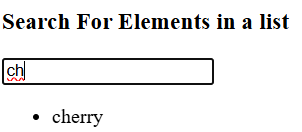 Search For Elements in a list
ch
• cherry